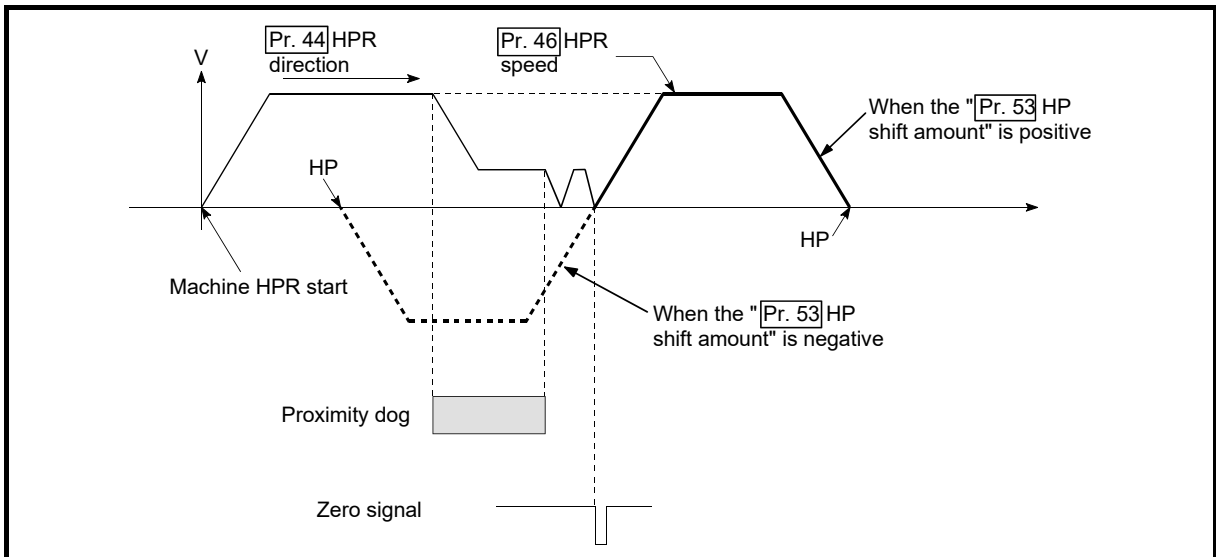 Pr. 44 HPR
direction
Pr. 46 HPR
speed
V
When the "Pr. 53 HP
shift amount" is positive
HP
HP
Machine HPR start
When the "Pr. 53 HP
shift amount" is negative
Proximity dog
Zero signal